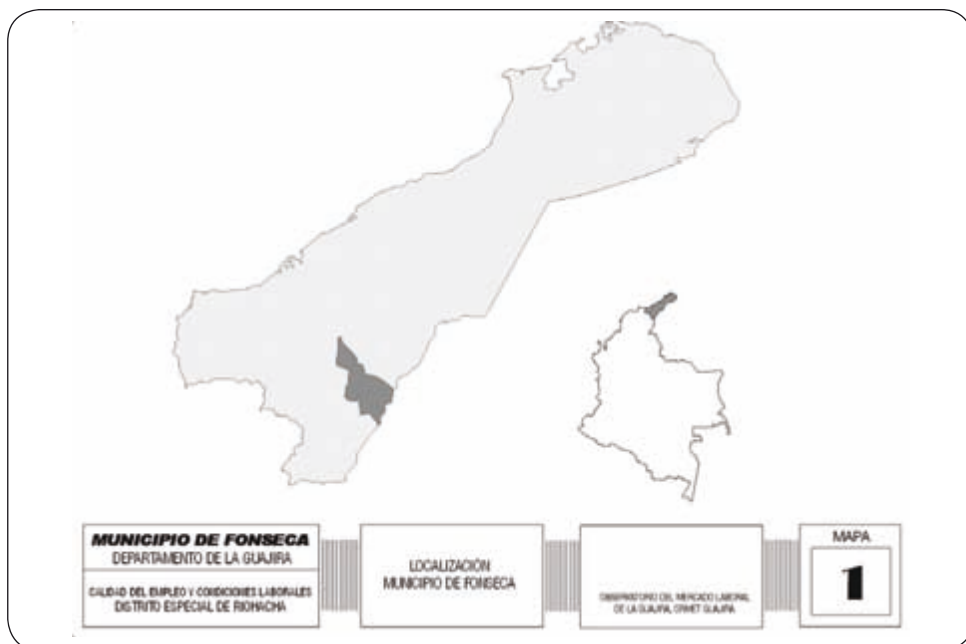 MUNICIPIO DE FONSECA
DEPARTAMENTO DE LA GUAJIRA
CALIDAD DEL EMPLEO Y CONDICIONES LABORALES
DISTRITO ESPECIAL DE RIOHACHA
LOCALIZACIÓN
MUNICIPIO DE FONSECA
OBSERVATORIO DEL MERCADO LABORAL
DE LA GUAJIRA, ORMET GUAJIRA
MAPA
1